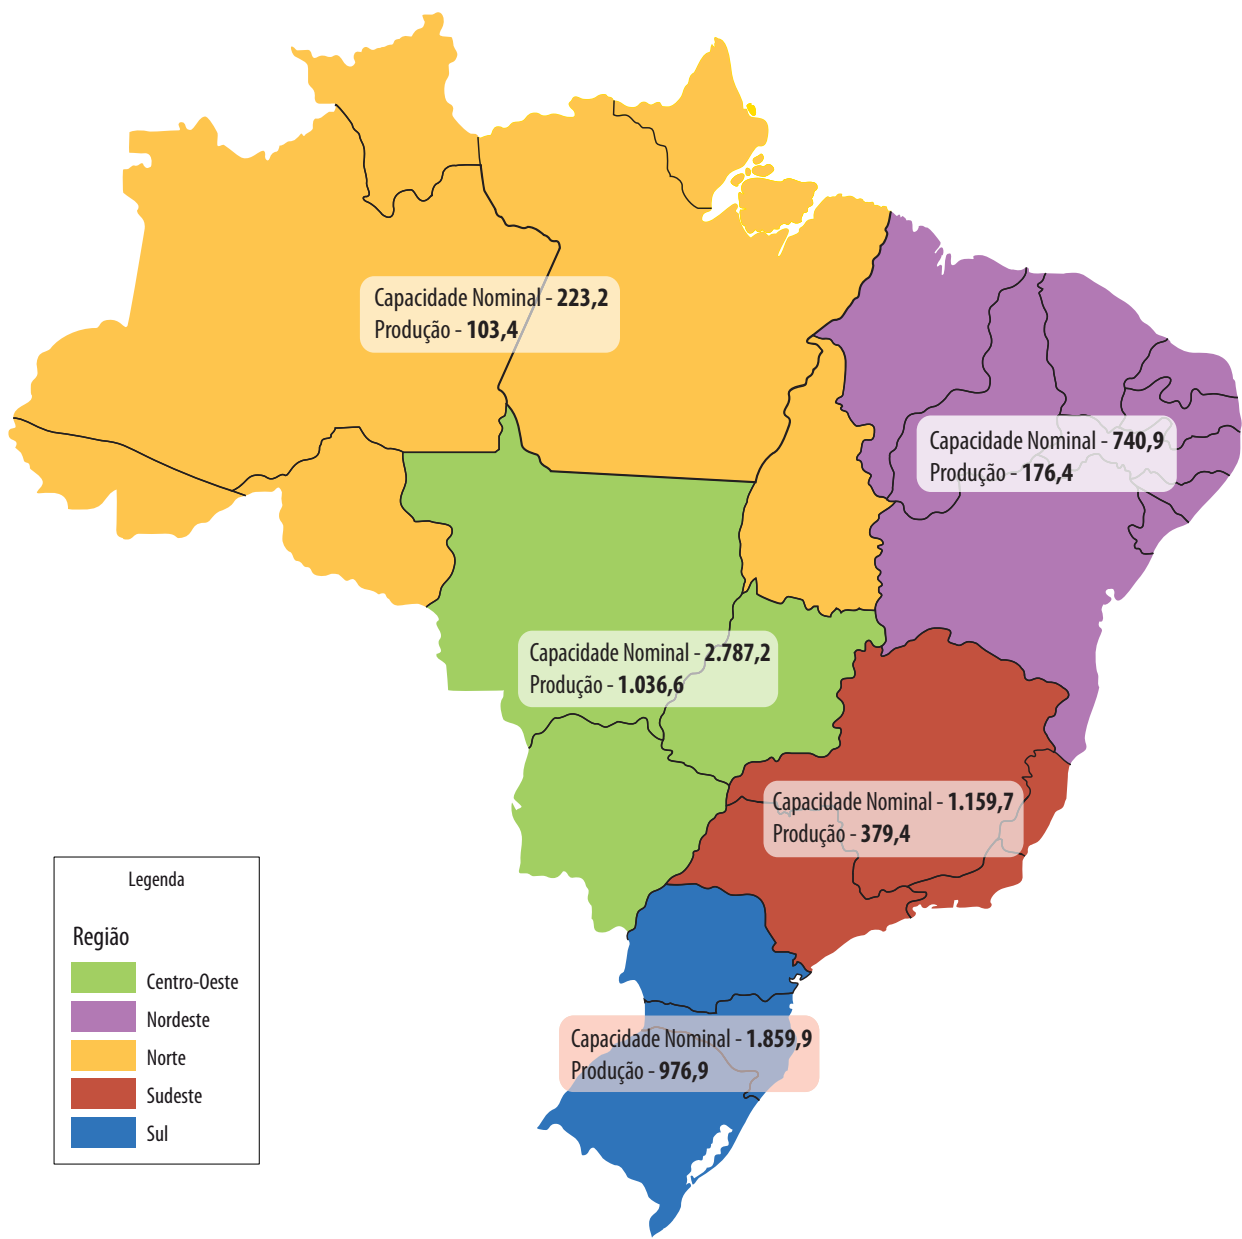 Capacidade Nominal - 223,2
Produção - 103,4
Capacidade Nominal - 740,9
Produção - 176,4
Capacidade Nominal - 2.787,2
Produção - 1.036,6
Capacidade Nominal - 1.159,7
Produção - 379,4
Capacidade Nominal - 1.859,9
Produção - 976,9
Legenda
Região
Centro-Oeste
Nordeste
Norte
Sudeste
Sul